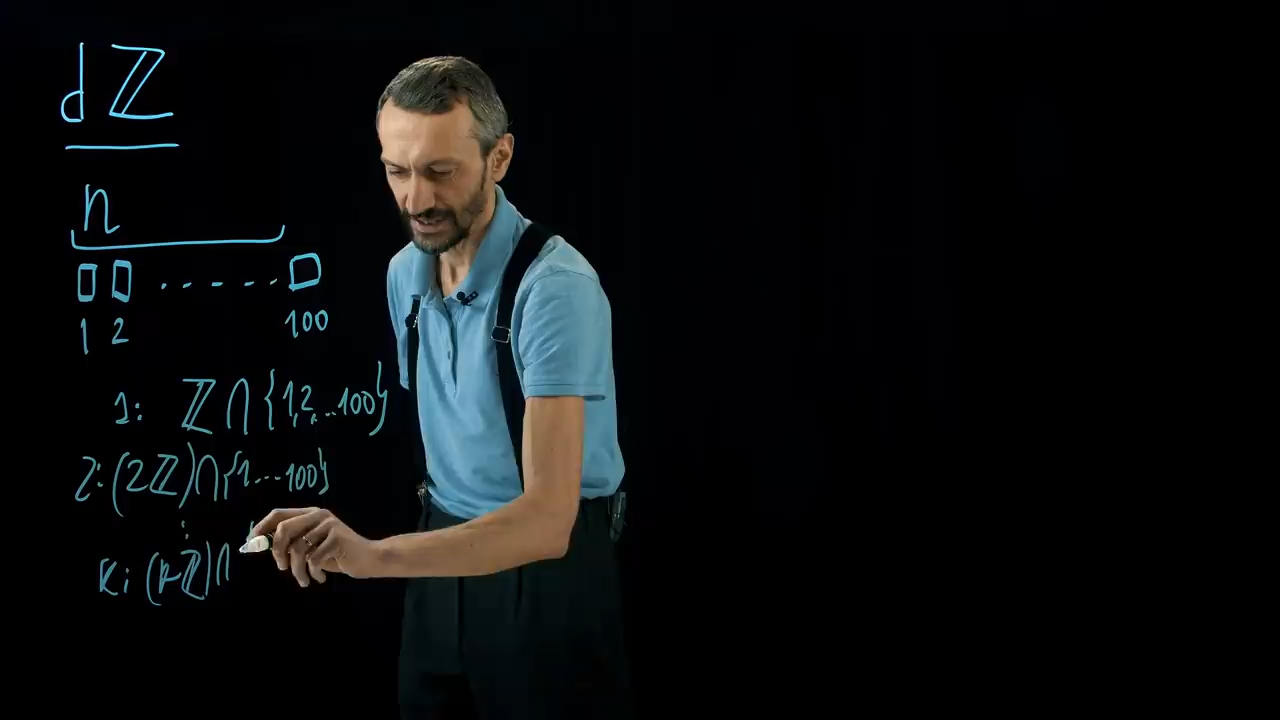 dℤ
n
1 2 100
1: ℤ ∩ {1,2,...100}
2: (2ℤ) ∩ {1...100}
⋮
k: (kℤ) ∩